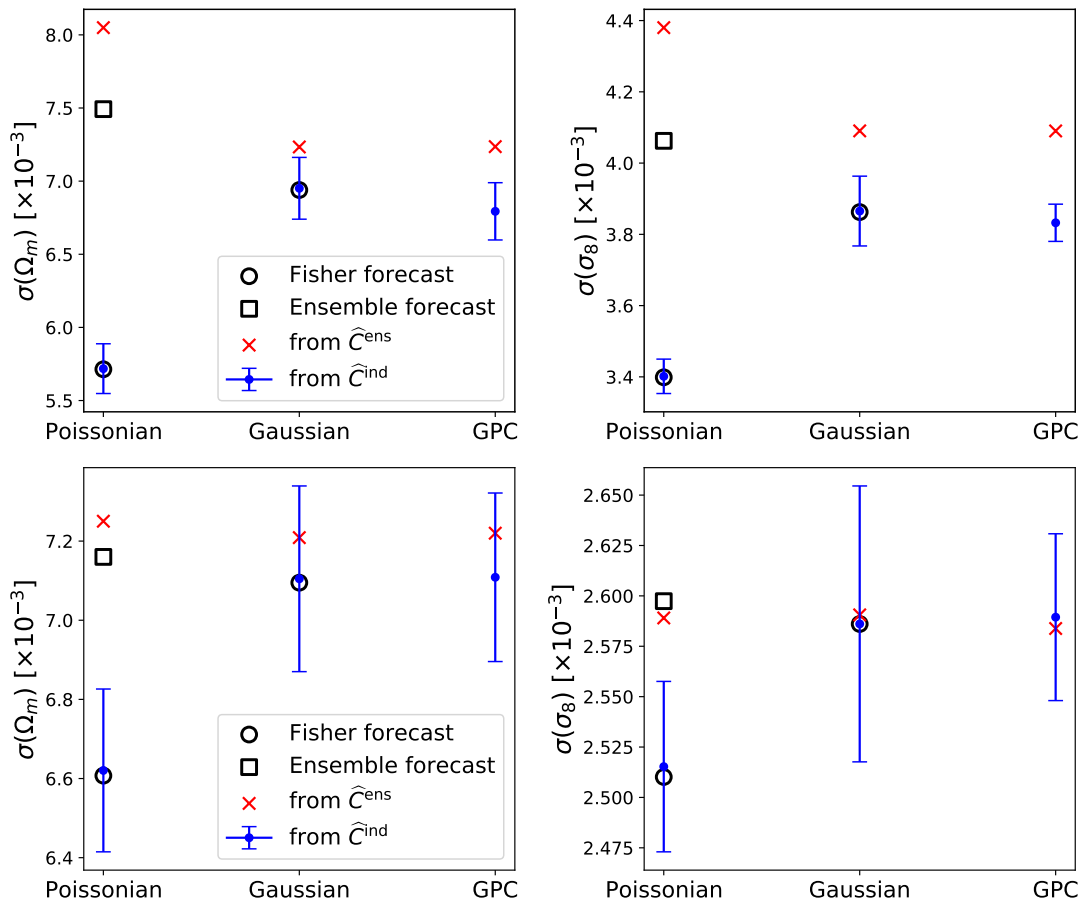 8.0
7.5
7.0
6.5
6.0
5.5
σ(Ωₘ) [×10⁻³]
Fisher forecast
Ensemble forecast
from Ĉᵉⁿˢ
from Ĉⁱⁿᵈ
Poissonian Gaussian GPC
4.4
4.2
4.0
3.8
3.6
3.4
σ(σ₈) [×10⁻³]
Poissonian Gaussian GPC
7.2
7.0
6.8
6.6
6.4
σ(Ωₘ) [×10⁻³]
Fisher forecast
Ensemble forecast
from Ĉᵉⁿˢ
from Ĉⁱⁿᵈ
Poissonian Gaussian GPC
2.650
2.625
2.600
2.575
2.550
2.525
2.500
2.475
σ(σ₈) [×10⁻³]
Poissonian Gaussian GPC